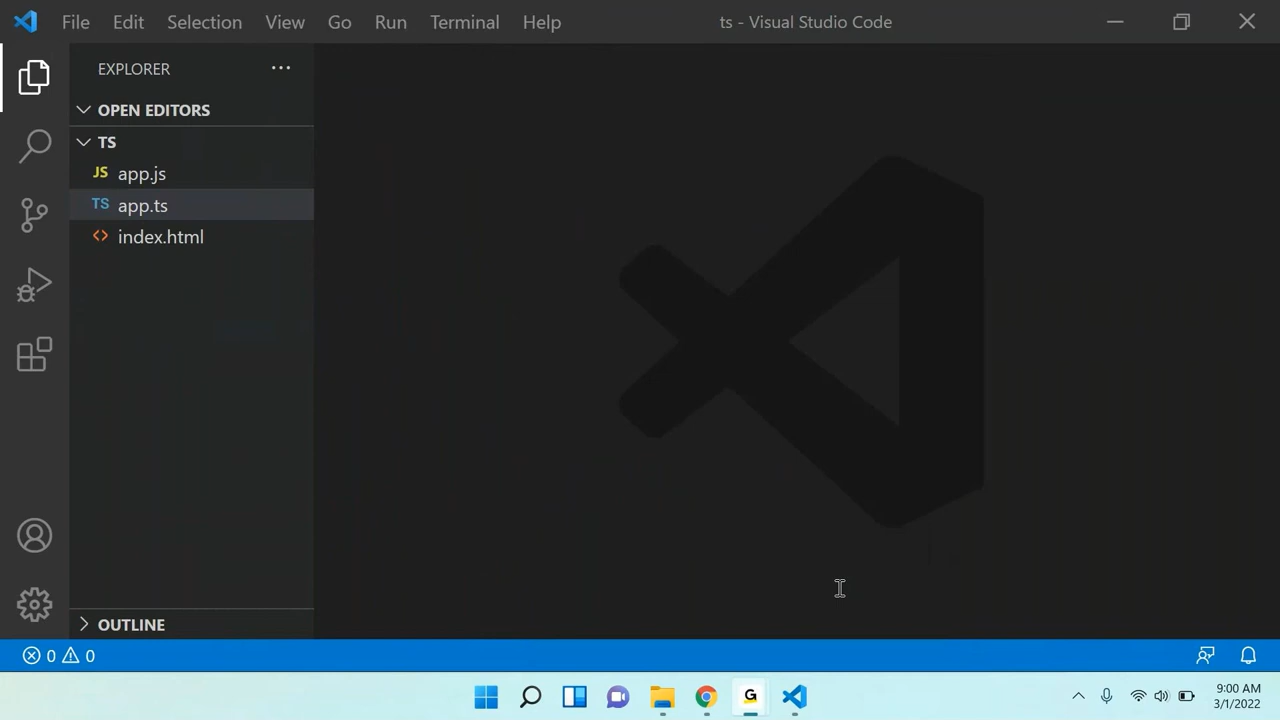 File Edit Selection View Go Run Terminal Help ts - Visual Studio Code
EXPLORER
OPEN EDITORS
TS
JS app.js
TS app.ts
<> index.html
OUTLINE
0 0
G
9:00 AM
3/1/2022